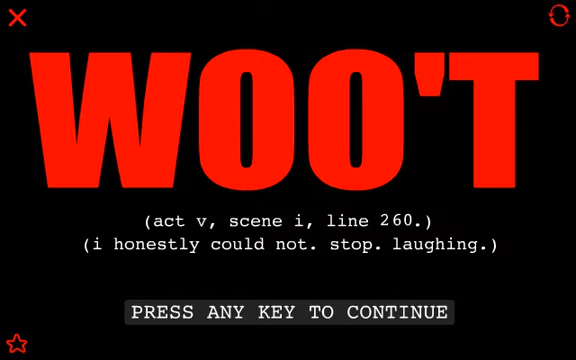 WOO'T
(act v, scene i, line 260.)
(i honestly could not. stop. laughing.)
PRESS ANY KEY TO CONTINUE